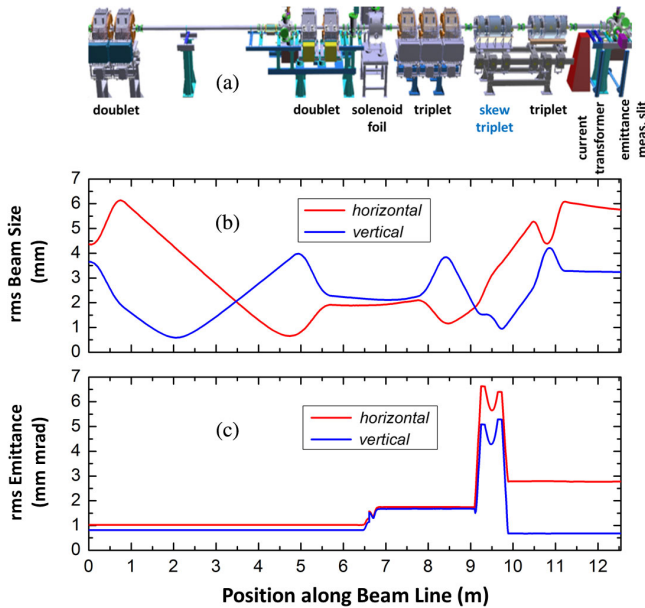 (a)
doublet
doublet
solenoid
foil
triplet
skew
triplet
triplet
current
transformer
emittance
meas. slit
rms Beam Size
(mm)
7
6
5
4
3
2
1
0
(b)
horizontal
vertical
rms Emittance
(mm mrad)
7
6
5
4
3
2
1
0
(c)
horizontal
vertical
0 1 2 3 4 5 6 7 8 9 10 11 12
Position along Beam Line (m)